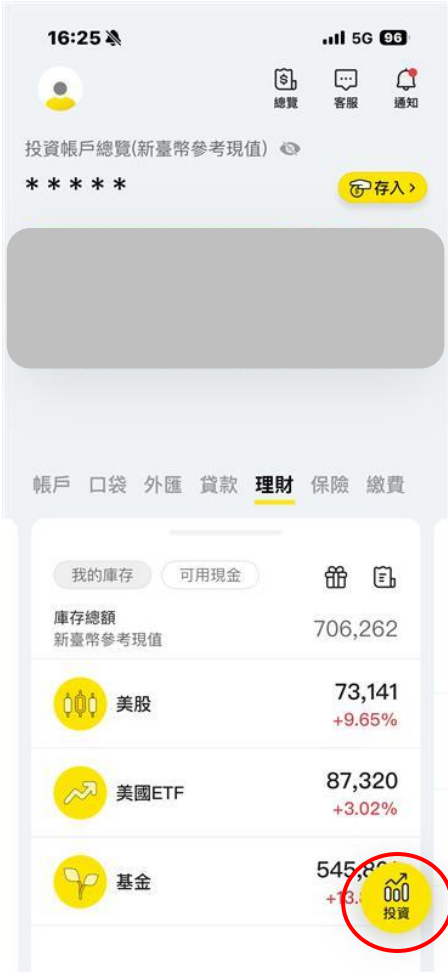 16:25 5G 96
總覽 客服 通知
投資帳戶總覽(新臺幣參考現值)
*****
存入 >
帳戶 口袋 外匯 貸款 理財 保險 繳費
我的庫存 可用現金
庫存總額
新臺幣參考現值
706,262
美股
73,141
+9.65%
美國ETF
87,320
+3.02%
基金
投資